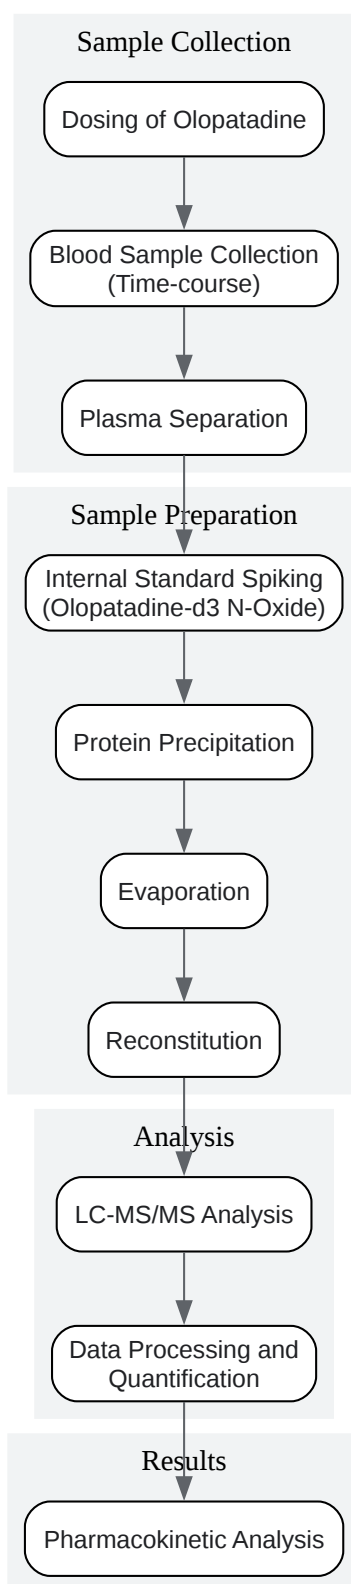 Sample Collection
Dosing of Olopatadine
Blood Sample Collection
(Time-course)
Plasma Separation
Sample Preparation
Internal Standard Spiking
(Olopatadine-d3 N-Oxide)
Protein Precipitation
Evaporation
Reconstitution
Analysis
LC-MS/MS Analysis
Data Processing and
Quantification
Results
Pharmacokinetic Analysis